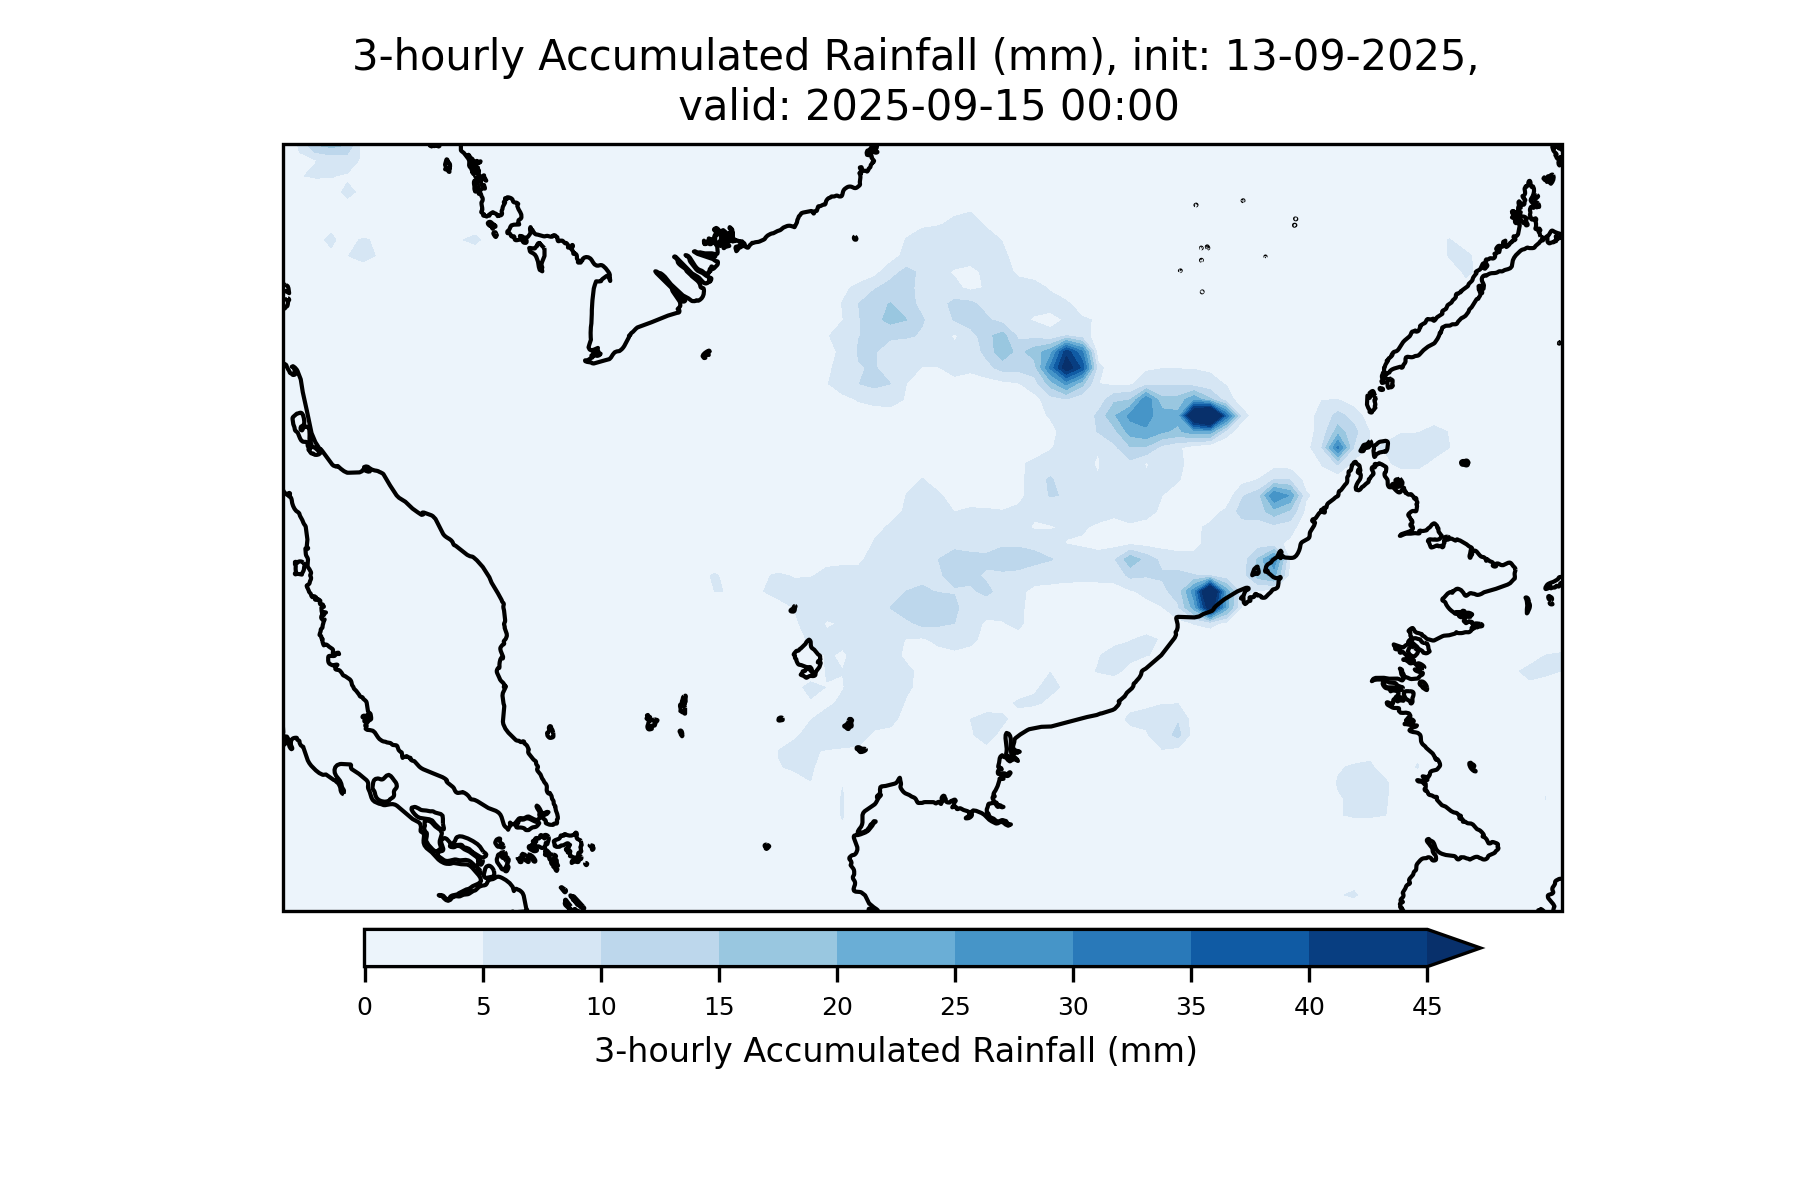 3-hourly Accumulated Rainfall (mm), init: 13-09-2025,
valid: 2025-09-15 00:00
0 5 10 15 20 25 30 35 40 45
3-hourly Accumulated Rainfall (mm)